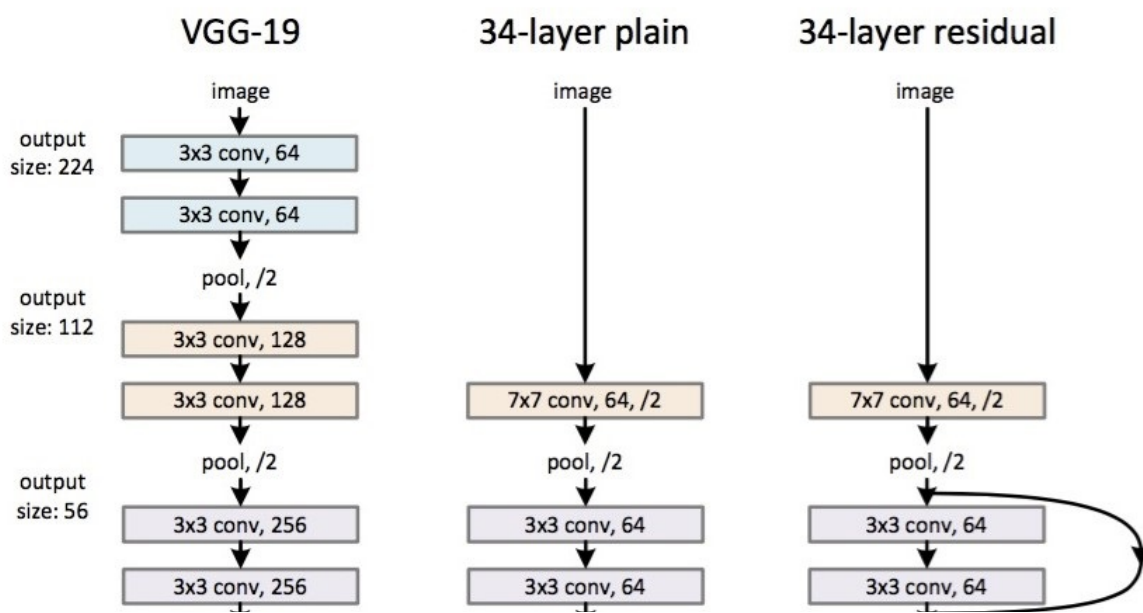 VGG-19
34-layer plain
34-layer residual
image
image
image
output
size: 224
3x3 conv, 64
3x3 conv, 64
pool, /2
output
size: 112
3x3 conv, 128
3x3 conv, 128
7x7 conv, 64, /2
7x7 conv, 64, /2
pool, /2
pool, /2
pool, /2
output
size: 56
3x3 conv, 256
3x3 conv, 64
3x3 conv, 64
3x3 conv, 256
3x3 conv, 64
3x3 conv, 64